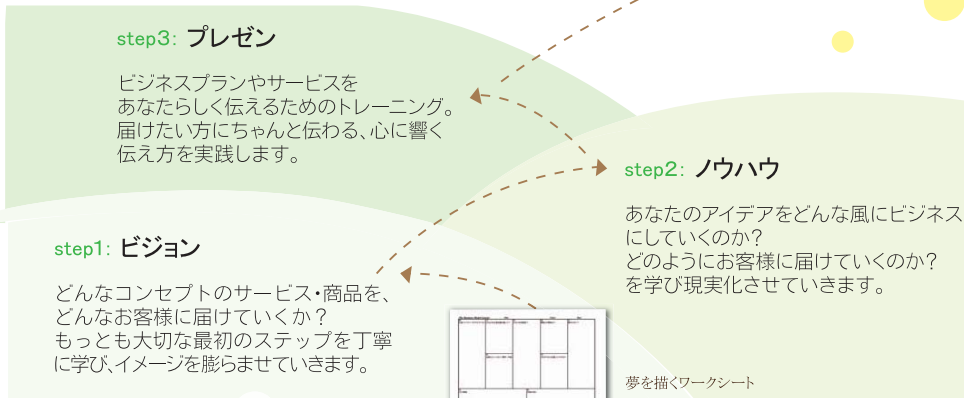 step3: プレゼン
ビジネスプランやサービスを
あなたらしく伝えるためのトレーニング。
届けたい方にちゃんと伝わる、心に響く
伝え方を実践します。
step2: ノウハウ
あなたのアイデアをどんな風にビジネス
にしていくのか?
どのようにお客様に届けていくのか?
を学び現実化させていきます。
step1: ビジョン
どんなコンセプトのサービス・商品を、
どんなお客様に届けていくか?
もっとも大切な最初のステップを丁寧
に学び、イメージを膨らませていきます。
夢を描くワークシート